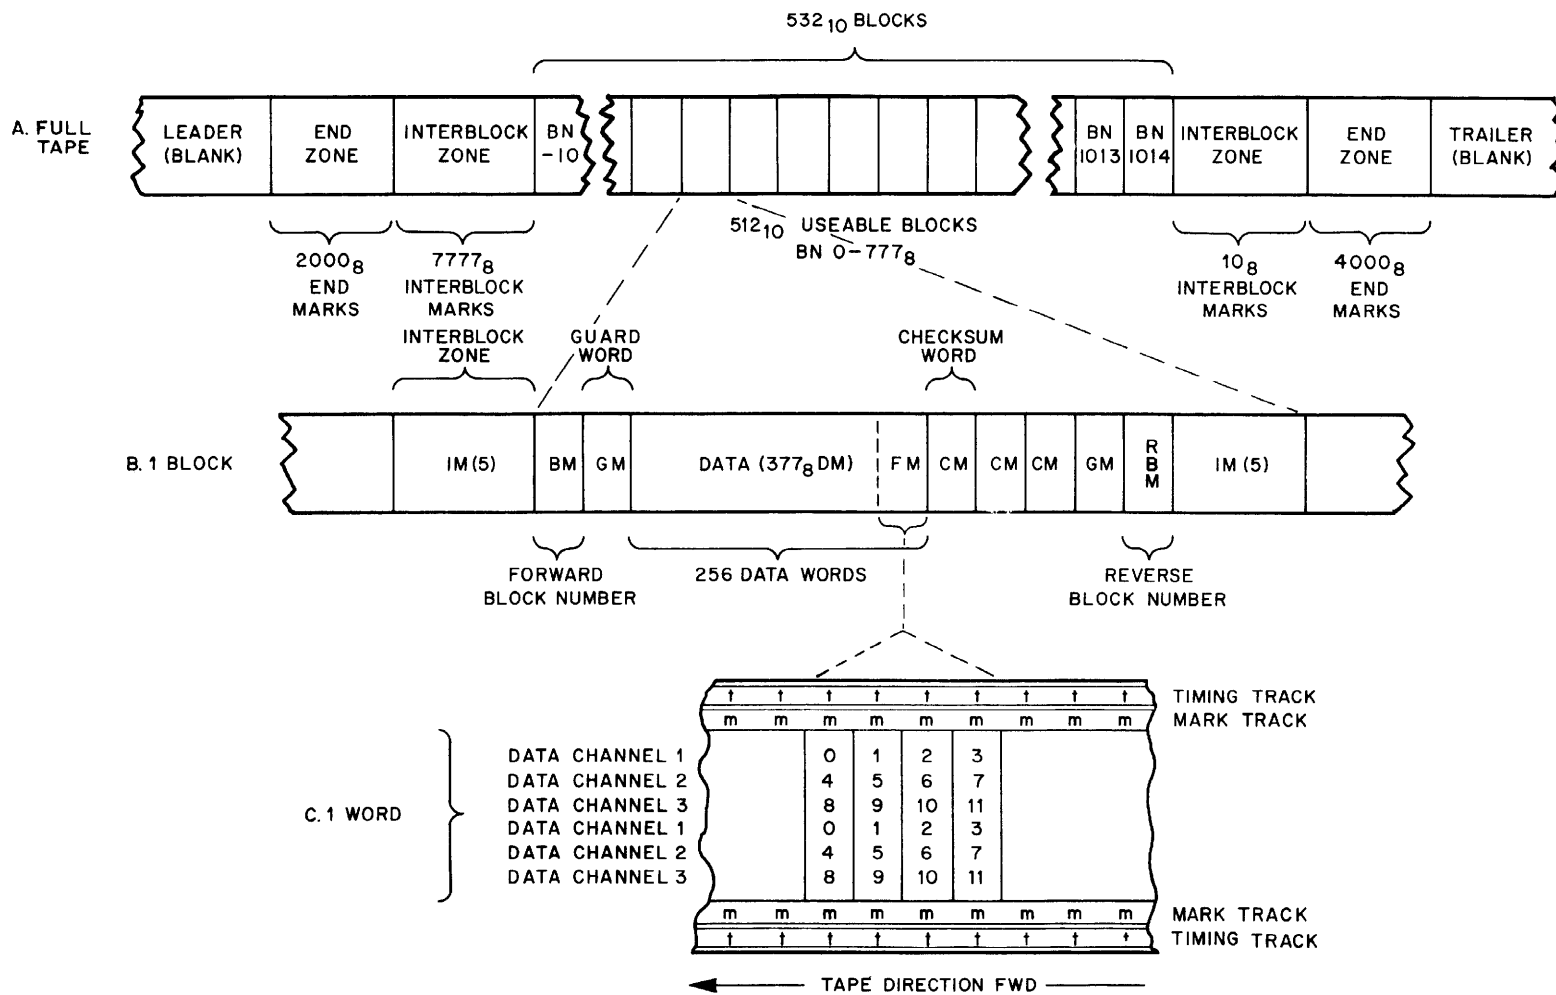 532₁₀ BLOCKS
A. FULL TAPE
LEADER (BLANK)
END ZONE
INTERBLOCK ZONE
BN -10
BN 1013
BN 1014
INTERBLOCK ZONE
END ZONE
TRAILER (BLANK)
2000₈ END MARKS
7777₈ INTERBLOCK MARKS
512₁₀ USEABLE BLOCKS
BN 0-777₈
10₈ INTERBLOCK MARKS
4000₈ END MARKS
INTERBLOCK ZONE
GUARD WORD
CHECKSUM WORD
B. 1 BLOCK
IM (5)
BM
GM
DATA (377₈ DM)
FM
CM
CM
CM
GM
RBM
IM (5)
FORWARD BLOCK NUMBER
256 DATA WORDS
REVERSE BLOCK NUMBER
t t t t t t t t t
TIMING TRACK
m m m m m m m m m
MARK TRACK
C. 1 WORD
DATA CHANNEL 1 0 1 2 3
DATA CHANNEL 2 4 5 6 7
DATA CHANNEL 3 8 9 10 11
DATA CHANNEL 1 0 1 2 3
DATA CHANNEL 2 4 5 6 7
DATA CHANNEL 3 8 9 10 11
m m m m m m m m m
MARK TRACK
t t t t t t t t t
TIMING TRACK
TAPE DIRECTION FWD